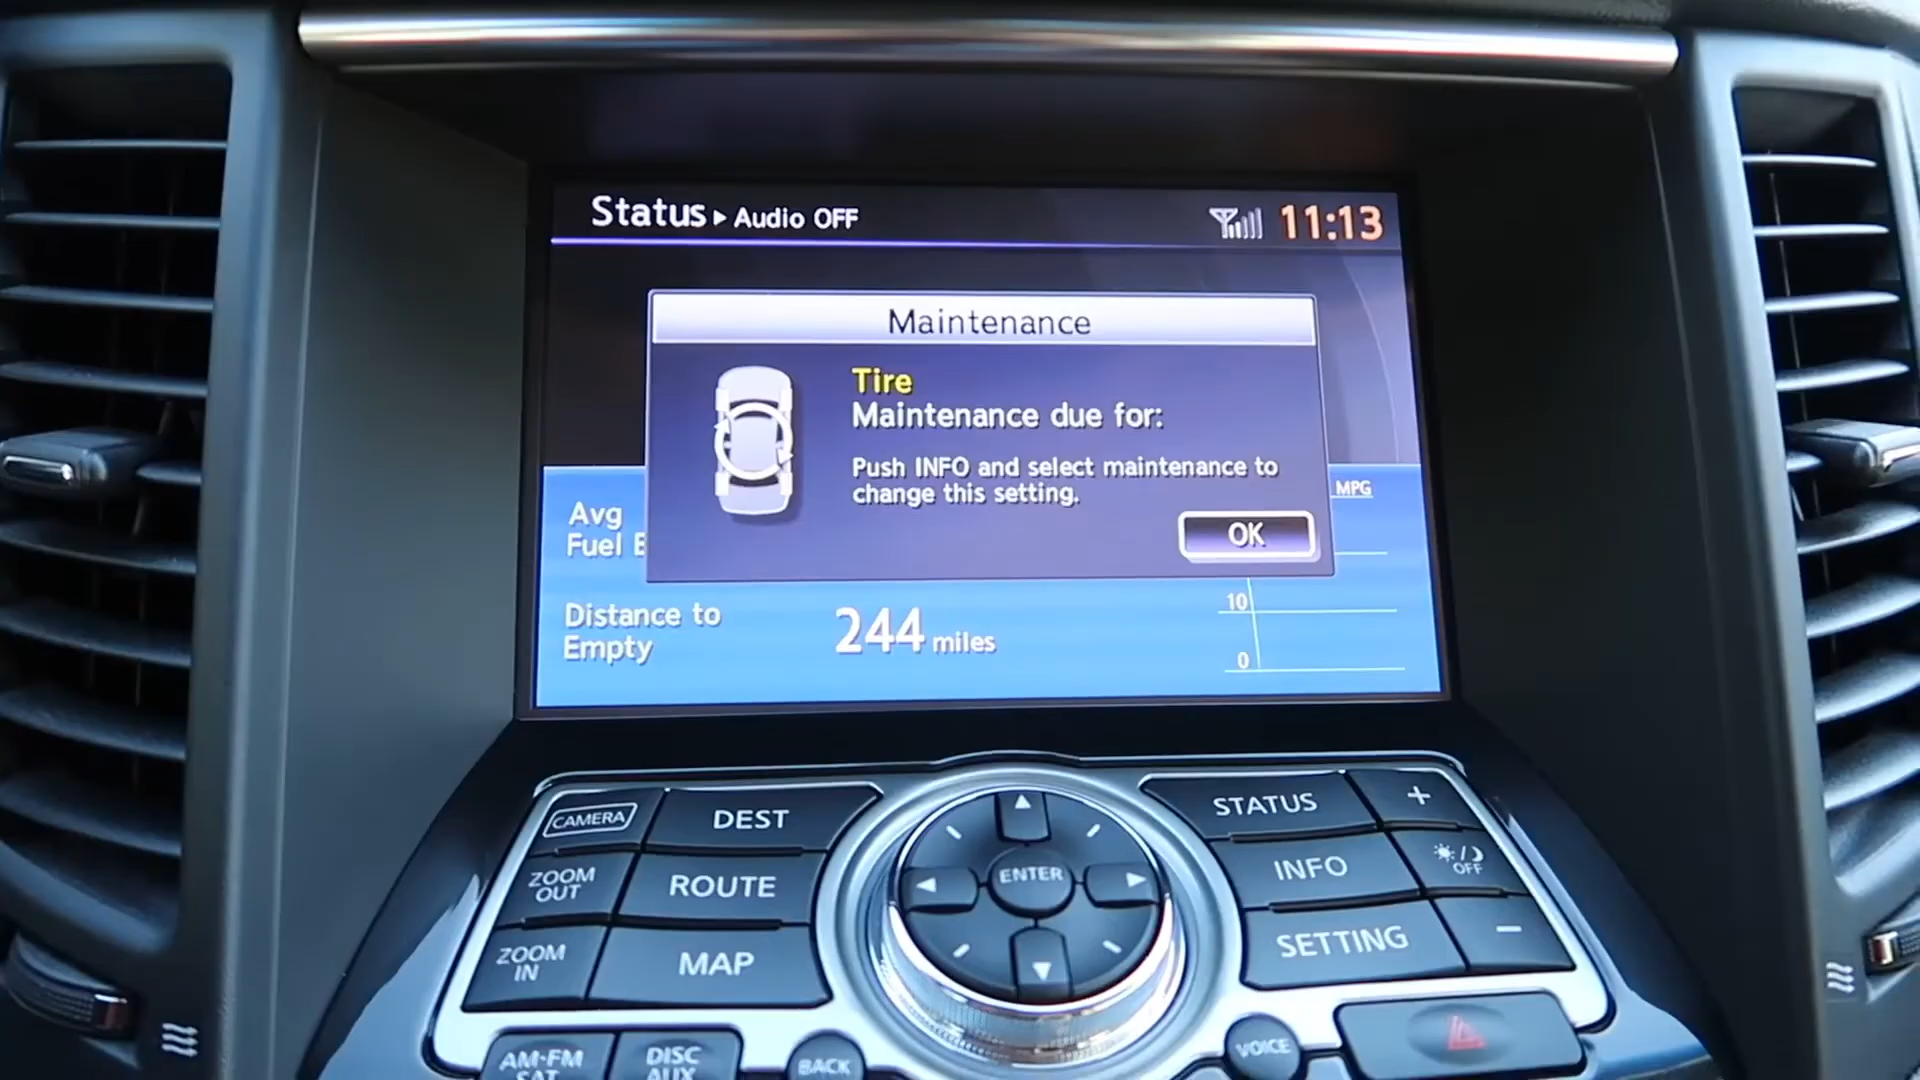 Status ▸ Audio OFF
11:13
Maintenance
Tire
Maintenance due for:
Push INFO and select maintenance to
change this setting.
OK
MPG
Avg
Fuel E
10
0
Distance to
Empty
244 miles
CAMERA
DEST
ZOOM
OUT
ROUTE
ZOOM
IN
MAP
ENTER
STATUS
+
INFO
OFF
SETTING
−
AM·FM
SAT
DISC
AUX
BACK
VOICE